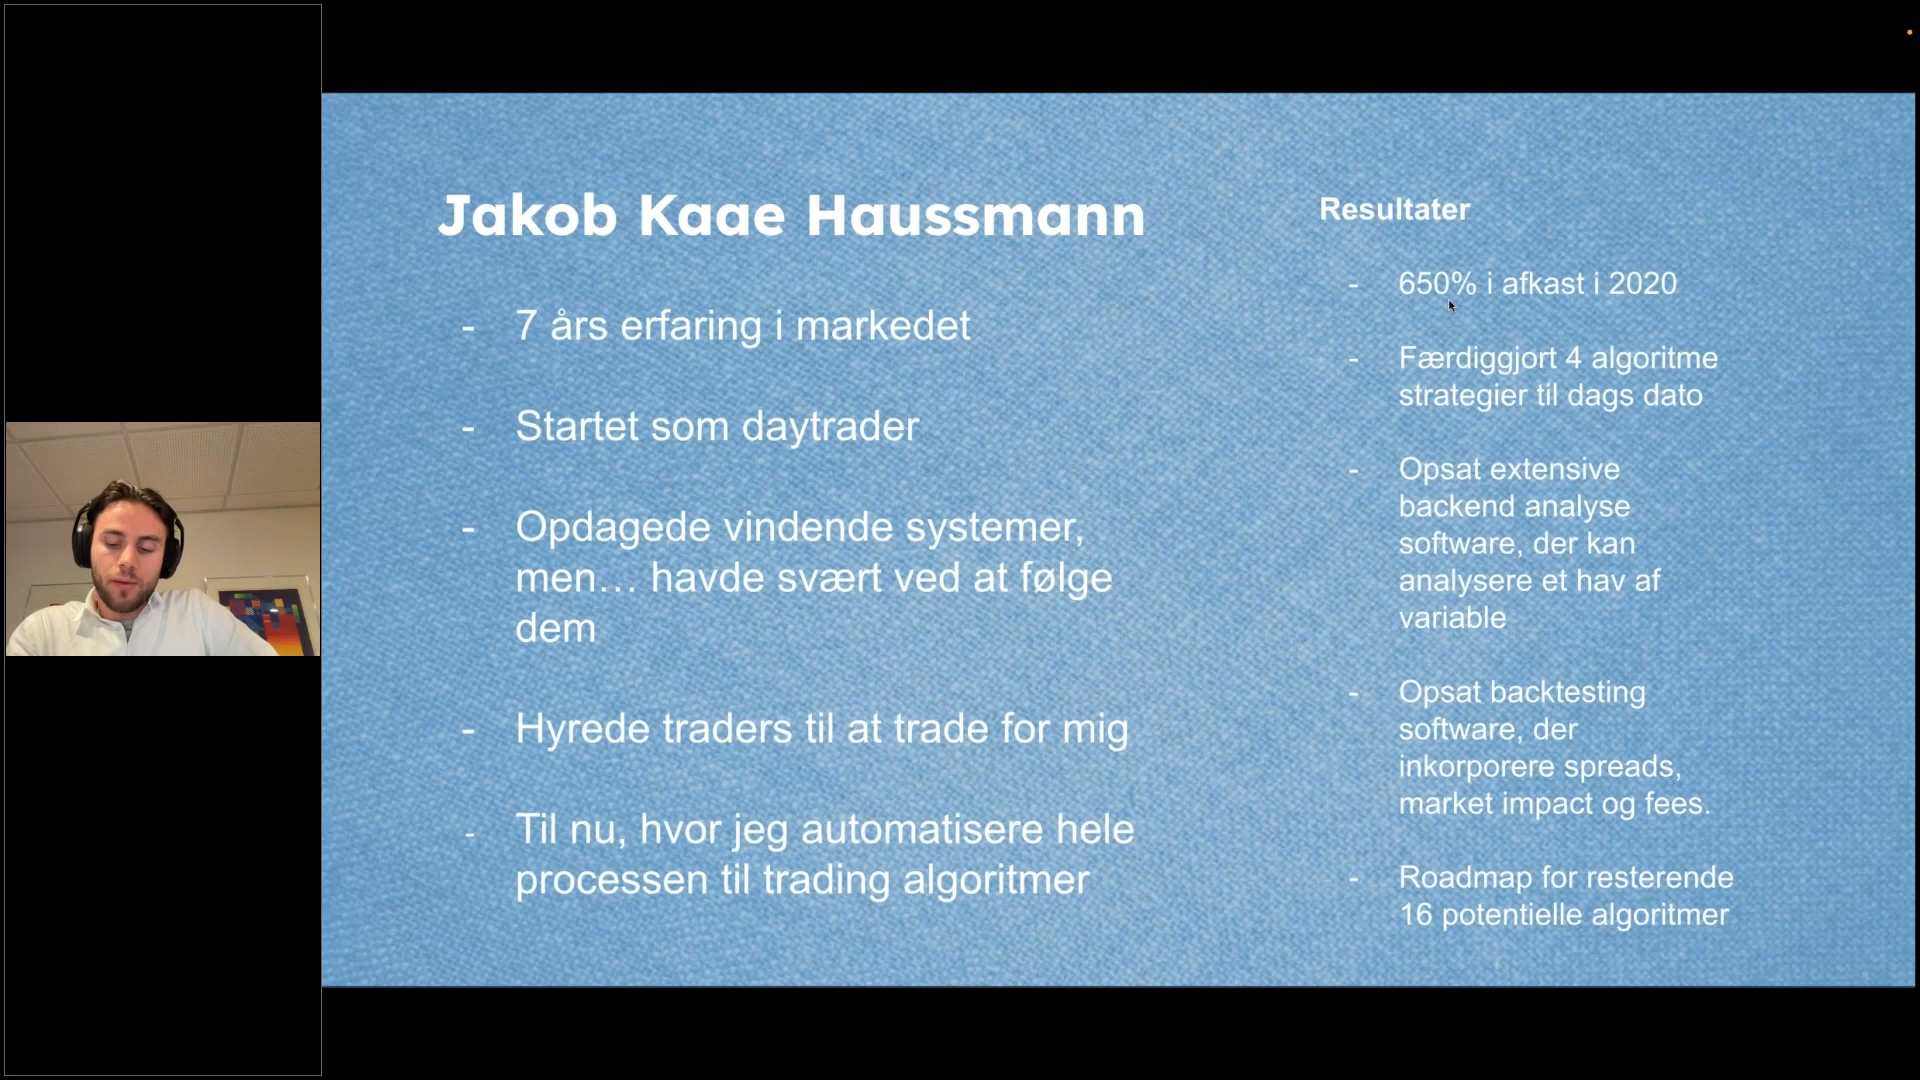 Jakob Kaae Haussmann
- 7 års erfaring i markedet
- Startet som daytrader
- Opdagede vindende systemer,
men... havde svært ved at følge
dem
- Hyrede traders til at trade for mig
- Til nu, hvor jeg automatisere hele
processen til trading algoritmer
Resultater
- 650% i afkast i 2020
- Færdiggjort 4 algoritme
strategier til dags dato
- Opsat extensive
backend analyse
software, der kan
analysere et hav af
variable
- Opsat backtesting
software, der
inkorporere spreads,
market impact og fees.
- Roadmap for resterende
16 potentielle algoritmer